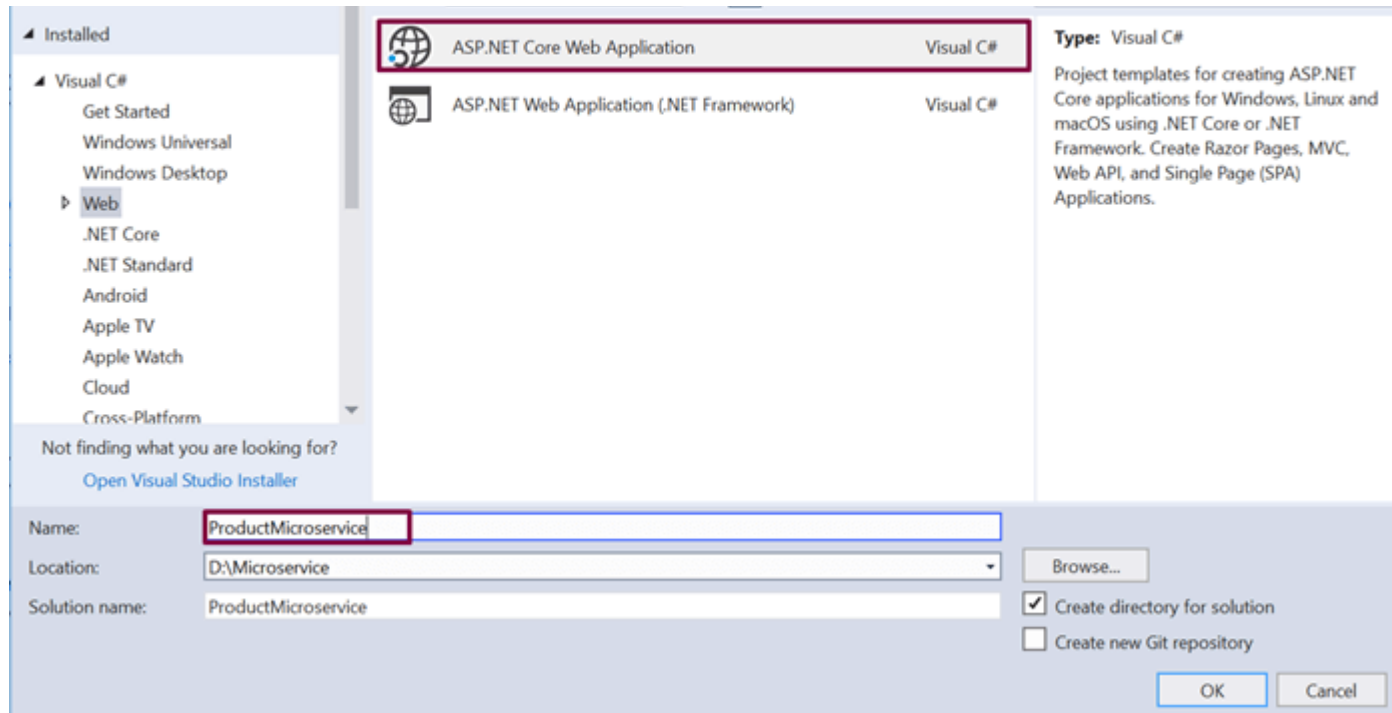 Installed
Visual C#
Get Started
Windows Universal
Windows Desktop
Web
.NET Core
.NET Standard
Android
Apple TV
Apple Watch
Cloud
Cross-Platform
Not finding what you are looking for?
Open Visual Studio Installer
ASP.NET Core Web Application Visual C#
ASP.NET Web Application (.NET Framework) Visual C#
Type: Visual C#
Project templates for creating ASP.NET
Core applications for Windows, Linux and
macOS using .NET Core or .NET
Framework. Create Razor Pages, MVC,
Web API, and Single Page (SPA)
Applications.
Name: ProductMicroservice
Location: D:\Microservice Browse...
Solution name: ProductMicroservice Create directory for solution
Create new Git repository
OK Cancel